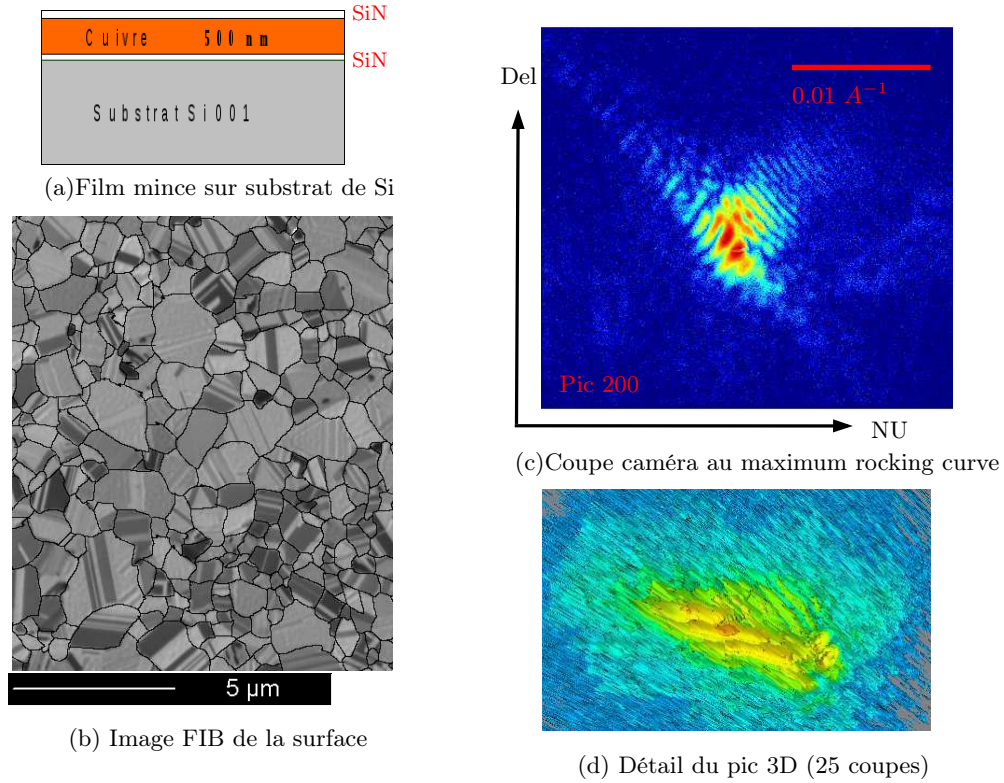 SiN
Cuivre 500 nm
SiN
Substrat Si001
(a)Film mince sur substrat de Si
5 µm
(b) Image FIB de la surface
Del
0.01 A⁻¹
Pic 200
NU
(c)Coupe caméra au maximum rocking curve
(d) Détail du pic 3D (25 coupes)